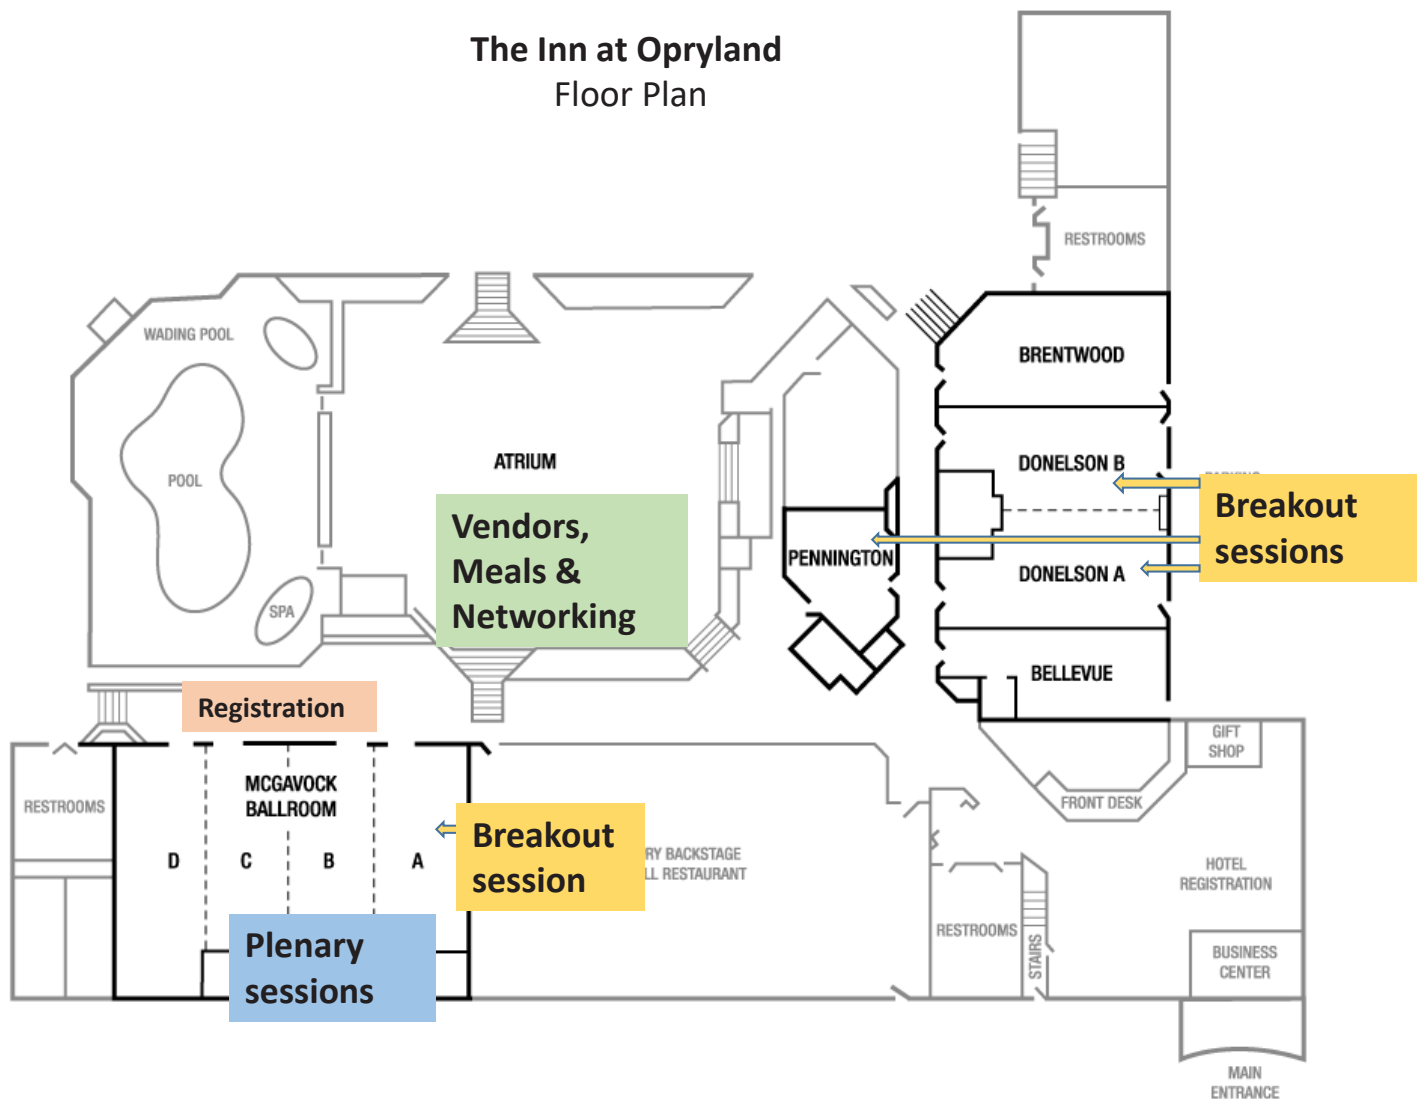 The Inn at Opryland
Floor Plan
RESTROOMS
WADING POOL
BRENTWOOD
POOL
ATRIUM
DONELSON B
Breakout
sessions
Vendors,
Meals &
Networking
PENNINGTON
DONELSON A
SPA
BELLEVUE
Registration
GIFT
SHOP
RESTROOMS
MCGAVOCK
BALLROOM
FRONT DESK
D
C
B
A
Breakout
session
BACKSTAGE
RESTAURANT
HOTEL
REGISTRATION
Plenary
sessions
RESTROOMS
STAIRS
BUSINESS
CENTER
MAIN
ENTRANCE